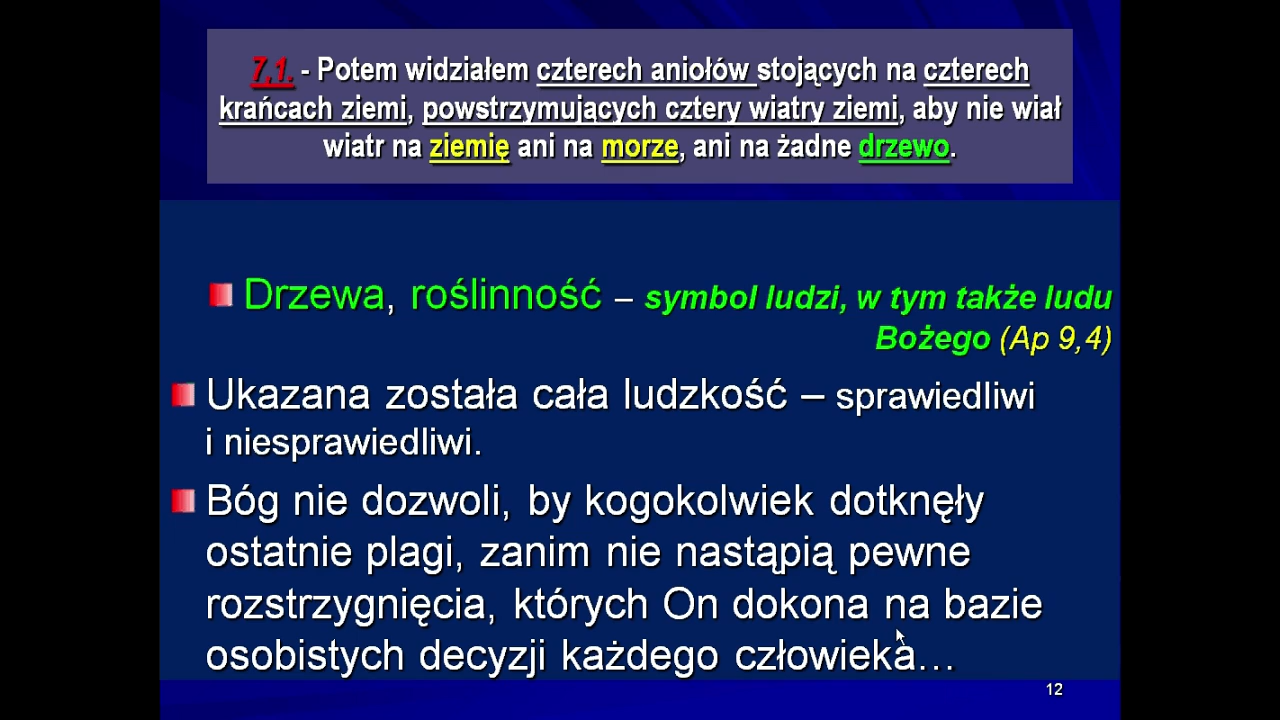 7,1. - Potem widziałem czterech aniołów stojących na czterech
krańcach ziemi, powstrzymujących cztery wiatry ziemi, aby nie wiał
wiatr na ziemię ani na morze, ani na żadne drzewo.
Drzewa, roślinność – symbol ludzi, w tym także ludu
Bożego (Ap 9,4)
Ukazana została cała ludzkość – sprawiedliwi
i niesprawiedliwi.
Bóg nie dozwoli, by kogokolwiek dotknęły
ostatnie plagi, zanim nie nastąpią pewne
rozstrzygnięcia, których On dokona na bazie
osobistych decyzji każdego człowieka…
12